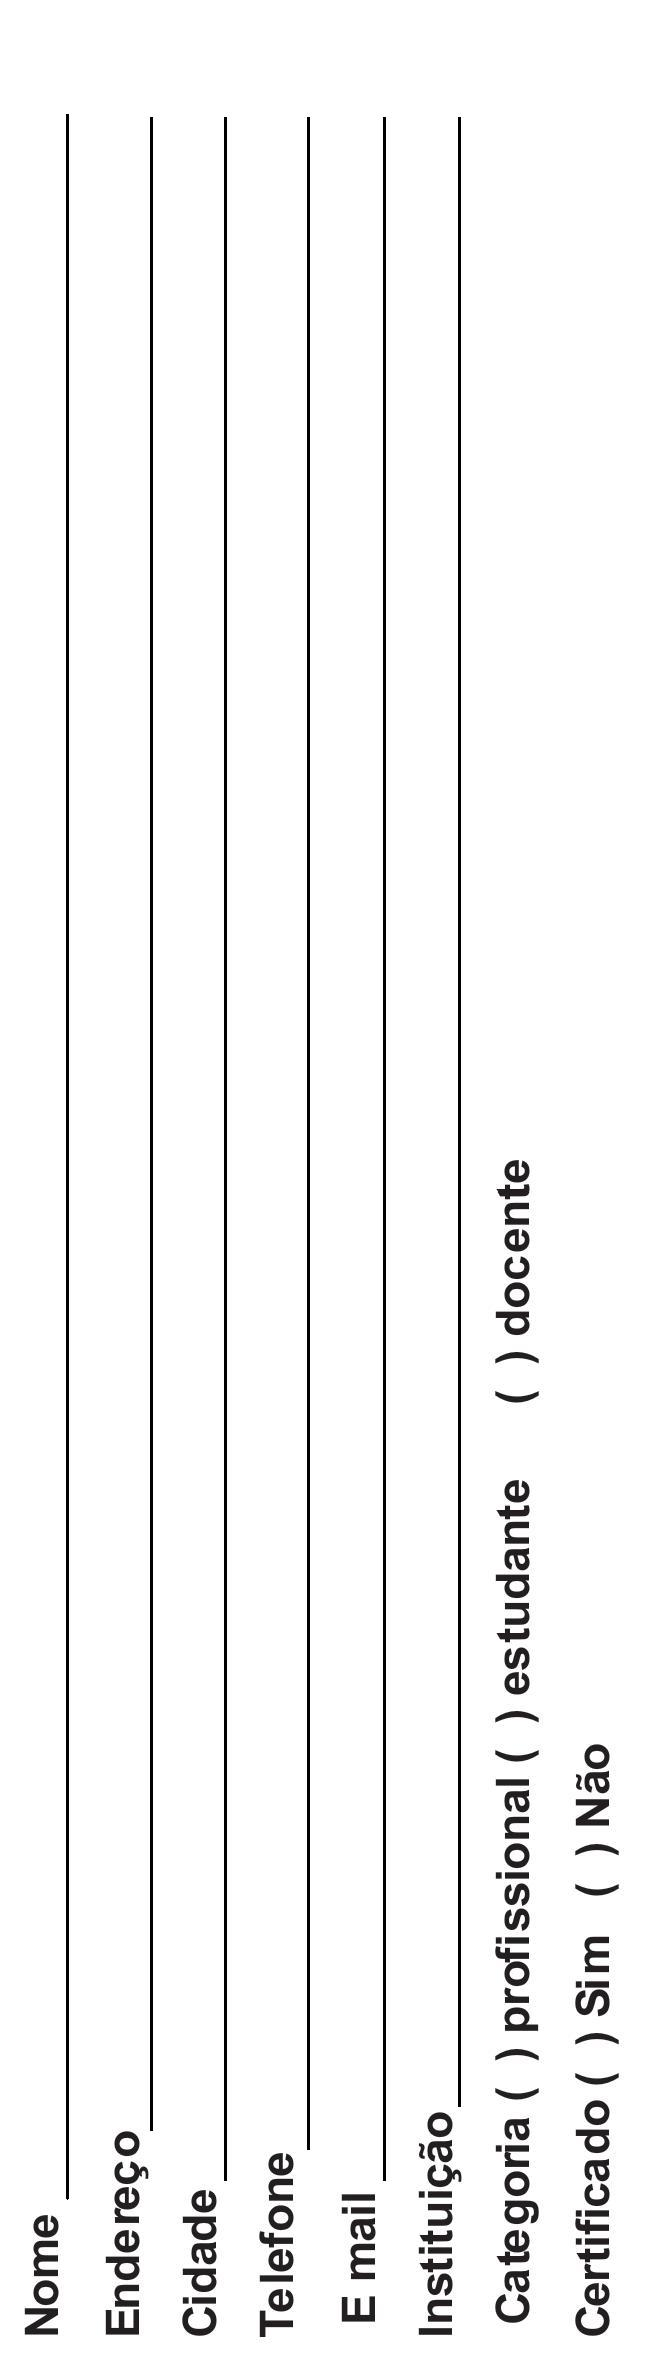 Nome
Endereço
Cidade
Telefone
E mail
Instituição
Categoria ( ) profissional ( ) estudante ( ) docente
Certificado ( ) Sim ( ) Não